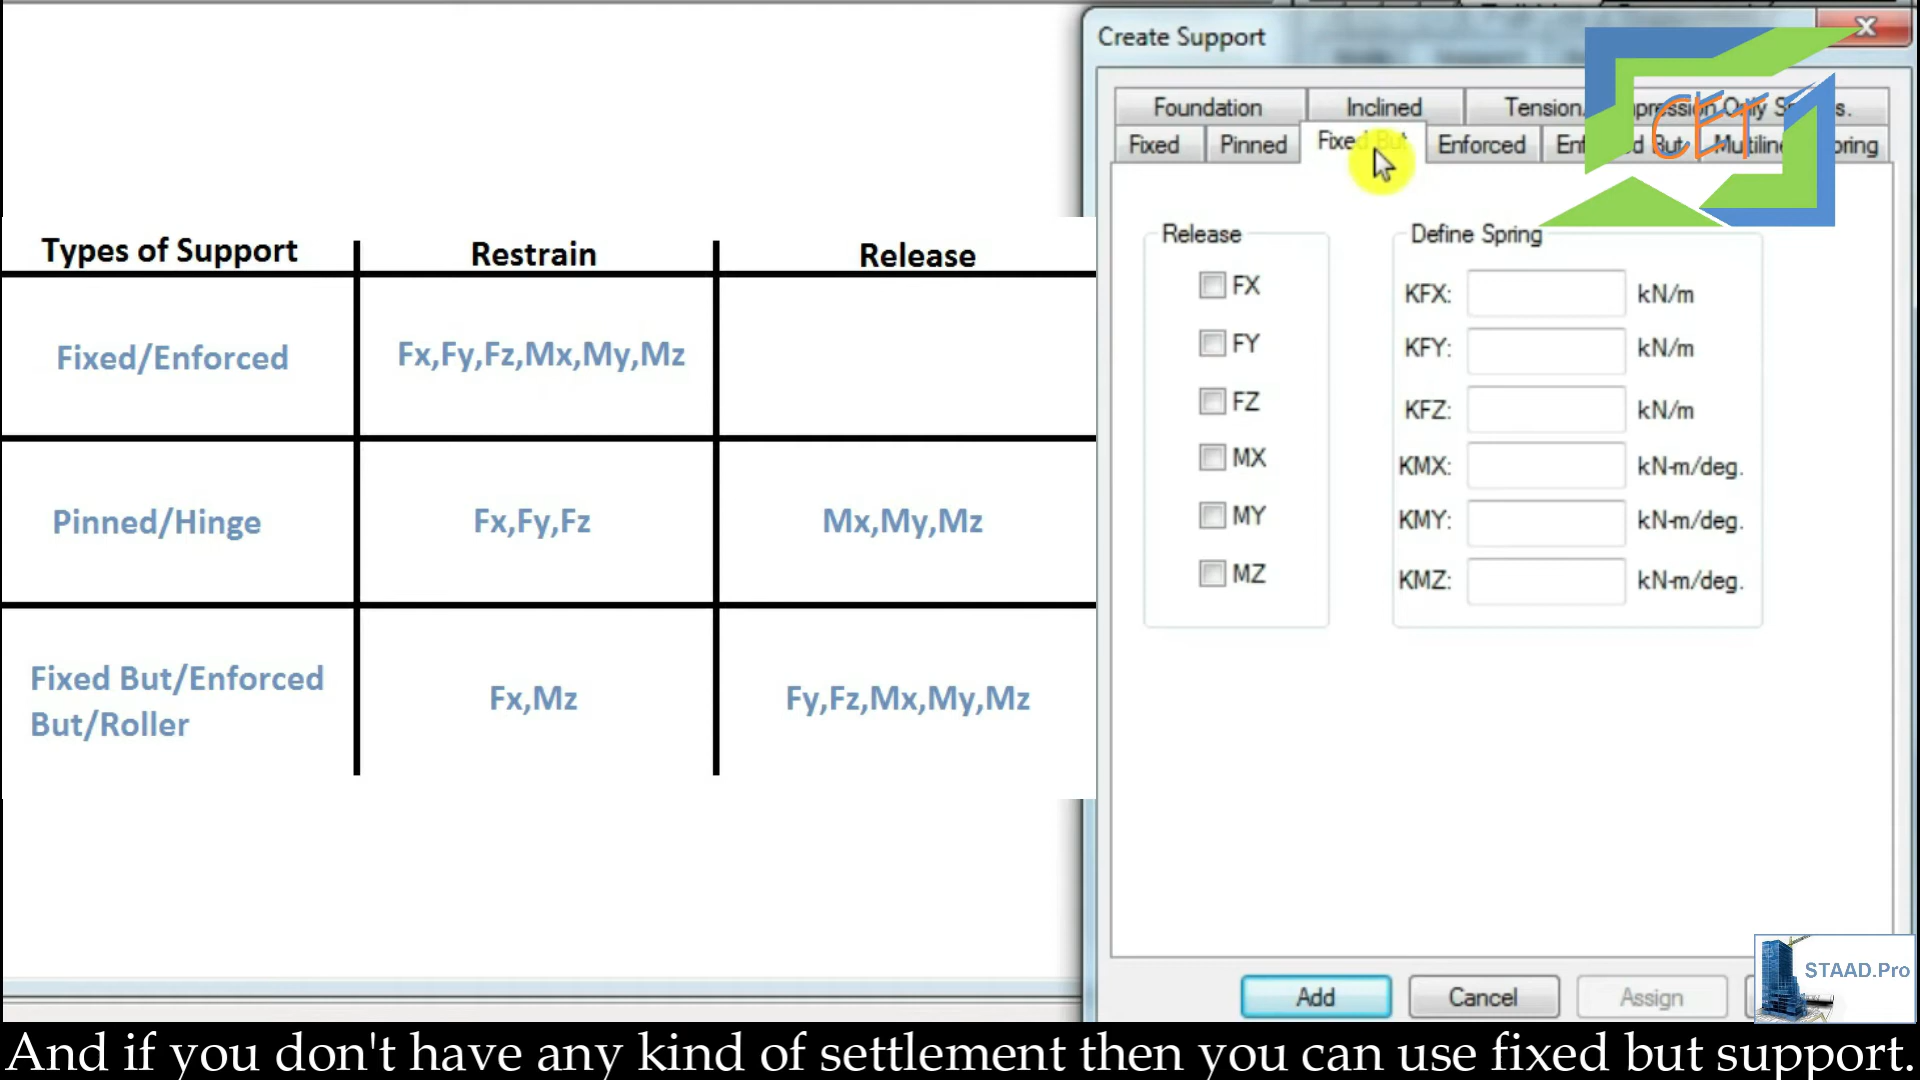 Create Support
Foundation
Inclined
Fixed
Pinned
Fixed But
Enforced
CET
Types of Support
Restrain
Release
Fixed/Enforced
Fx,Fy,Fz,Mx,My,Mz
Pinned/Hinge
Fx,Fy,Fz
Mx,My,Mz
Fixed But/Enforced
But/Roller
Fx,Mz
Fy,Fz,Mx,My,Mz
Release
FX
FY
FZ
MX
MY
MZ
Define Spring
KFX: kN/m
KFY: kN/m
KFZ: kN/m
KMX: kN-m/deg.
KMY: kN-m/deg.
KMZ: kN-m/deg.
Add
Cancel
Assign
STAAD.Pro
And if you don't have any kind of settlement then you can use fixed but support.